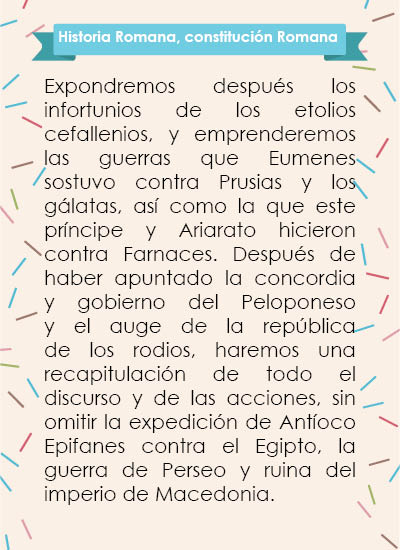 Historia Romana, constitución Romana
Expondremos después los
infortunios de los etolios
cefallenios, y emprenderemos
las guerras que Eumenes
sostuvo contra Prusias y los
gálatas, así como la que este
príncipe y Ariarato hicieron
contra Farnaces. Después de
haber apuntado la concordia
y gobierno del Peloponeso
y el auge de la república
de los rodios, haremos una
recapitulación de todo el
discurso y de las acciones, sin
omitir la expedición de Antíoco
Epifanes contra el Egipto, la
guerra de Perseo y ruina del
imperio de Macedonia.